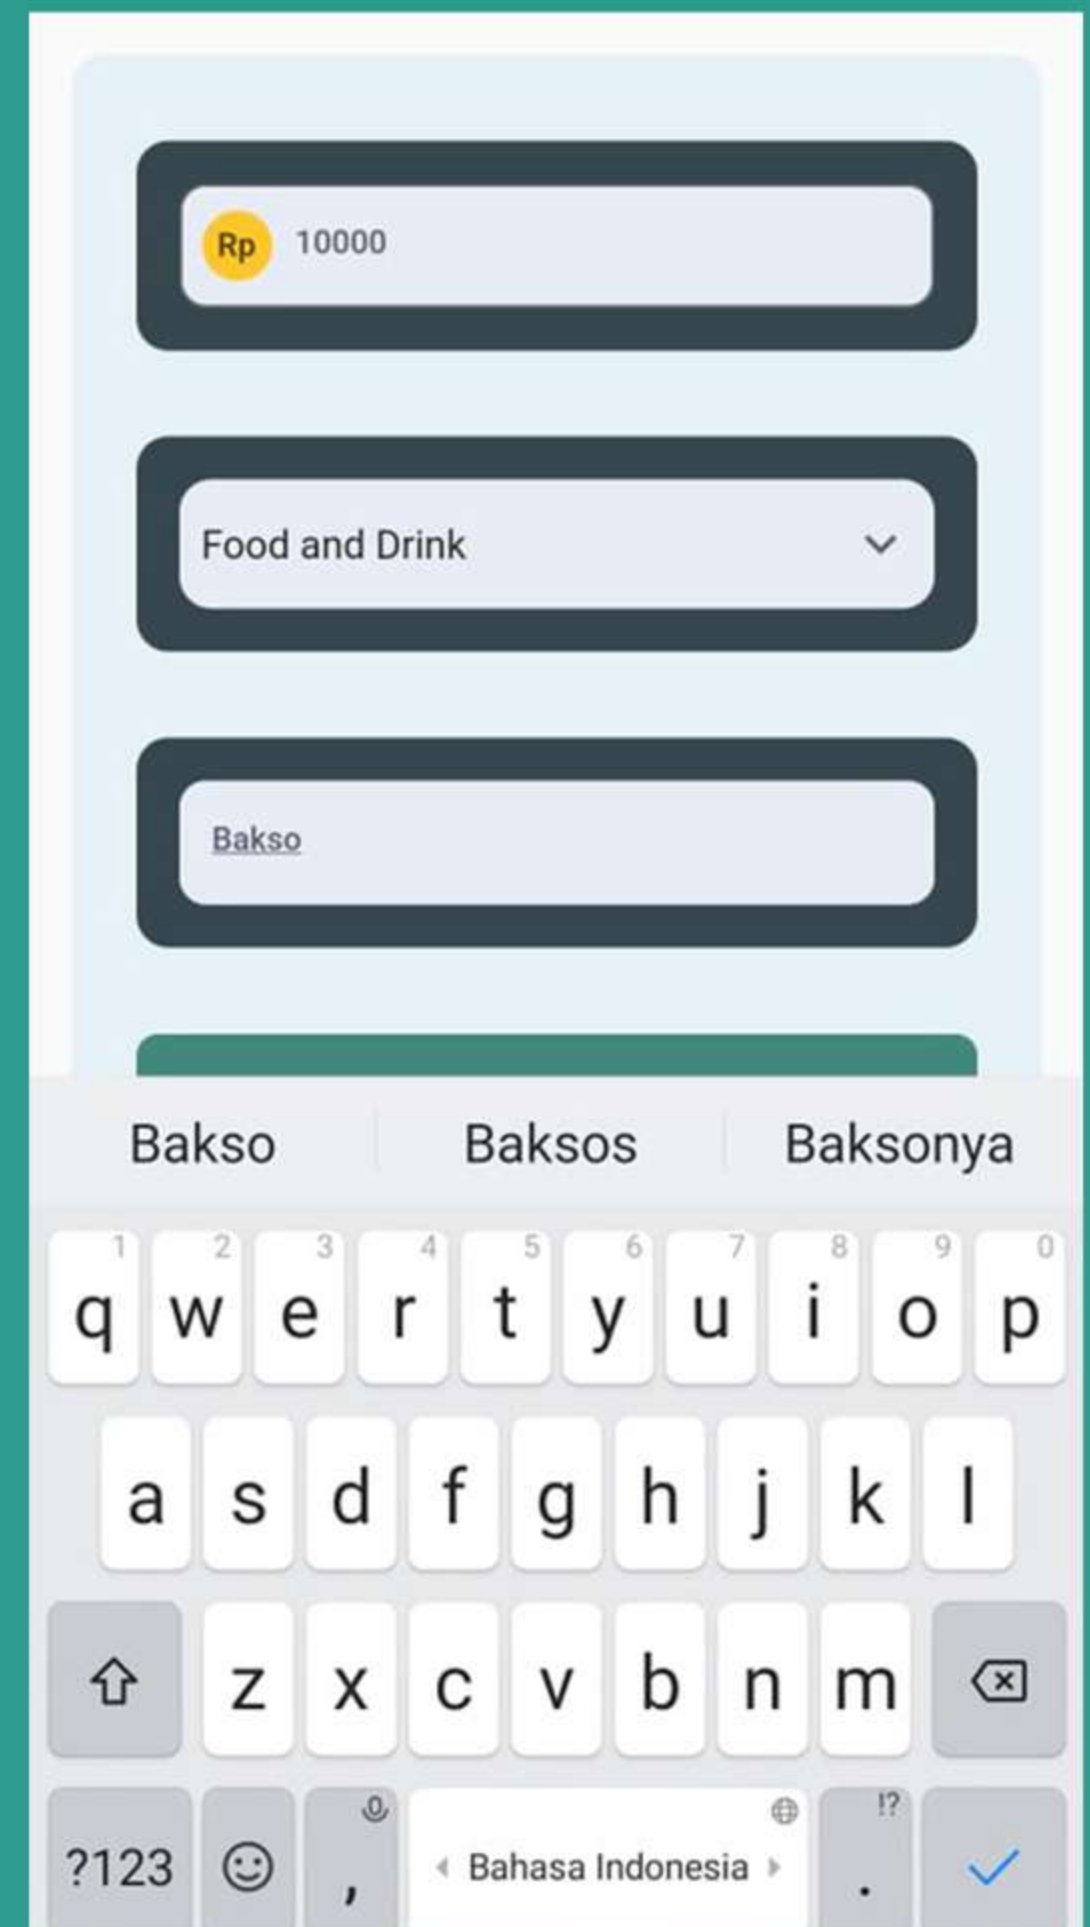 Rp 10000
Food and Drink
Bakso
Bakso Baksos Baksonya
1 2 3 4 5 6 7 8 9 0
q w e r t y u i o p
a s d f g h j k l
z x c v b n m
!?
?123 , Bahasa Indonesia .